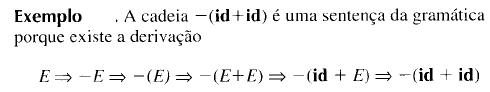 Exemplo . A cadeia −(id+id) é uma sentença da gramática
porque existe a derivação
E ⇒ −E ⇒ −(E) ⇒ −(E+E) ⇒ −(id + E) ⇒ −(id + id)